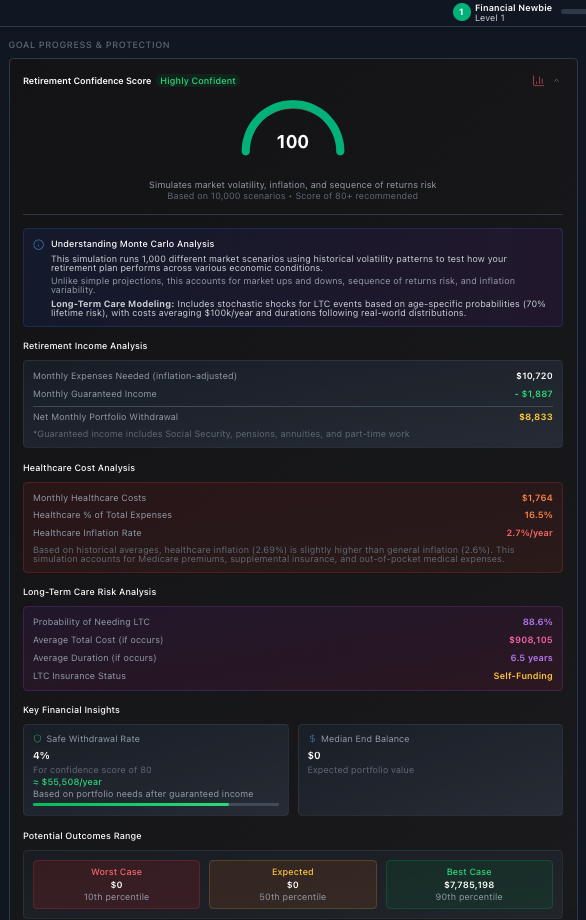 1
Financial Newbie
Level 1
GOAL PROGRESS & PROTECTION
Retirement Confidence Score Highly Confident
100
Simulates market volatility, inflation, and sequence of returns risk
Based on 10,000 scenarios • Score of 80+ recommended
Understanding Monte Carlo Analysis
This simulation runs 1,000 different market scenarios using historical volatility patterns to test how your
retirement plan performs across various economic conditions.
Unlike simple projections, this accounts for market ups and downs, sequence of returns risk, and inflation
variability.
Long-Term Care Modeling: Includes stochastic shocks for LTC events based on age-specific probabilities (70%
lifetime risk), with costs averaging $100k/year and durations following real-world distributions.
Retirement Income Analysis
Monthly Expenses Needed (inflation-adjusted) $10,720
Monthly Guaranteed Income - $1,887
Net Monthly Portfolio Withdrawal $8,833
*Guaranteed income includes Social Security, pensions, annuities, and part-time work
Healthcare Cost Analysis
Monthly Healthcare Costs $1,764
Healthcare % of Total Expenses 16.5%
Healthcare Inflation Rate 2.7%/year
Based on historical averages, healthcare inflation (2.69%) is slightly higher than general inflation (2.6%). This
simulation accounts for Medicare premiums, supplemental insurance, and out-of-pocket medical expenses.
Long-Term Care Risk Analysis
Probability of Needing LTC 88.6%
Average Total Cost (if occurs) $908,105
Average Duration (if occurs) 6.5 years
LTC Insurance Status Self-Funding
Key Financial Insights
Safe Withdrawal Rate
4%
For confidence score of 80
≈ $55,508/year
Based on portfolio needs after guaranteed income
Median End Balance
$0
Expected portfolio value
Potential Outcomes Range
Worst Case
$0
10th percentile
Expected
$0
50th percentile
Best Case
$7,785,198
90th percentile